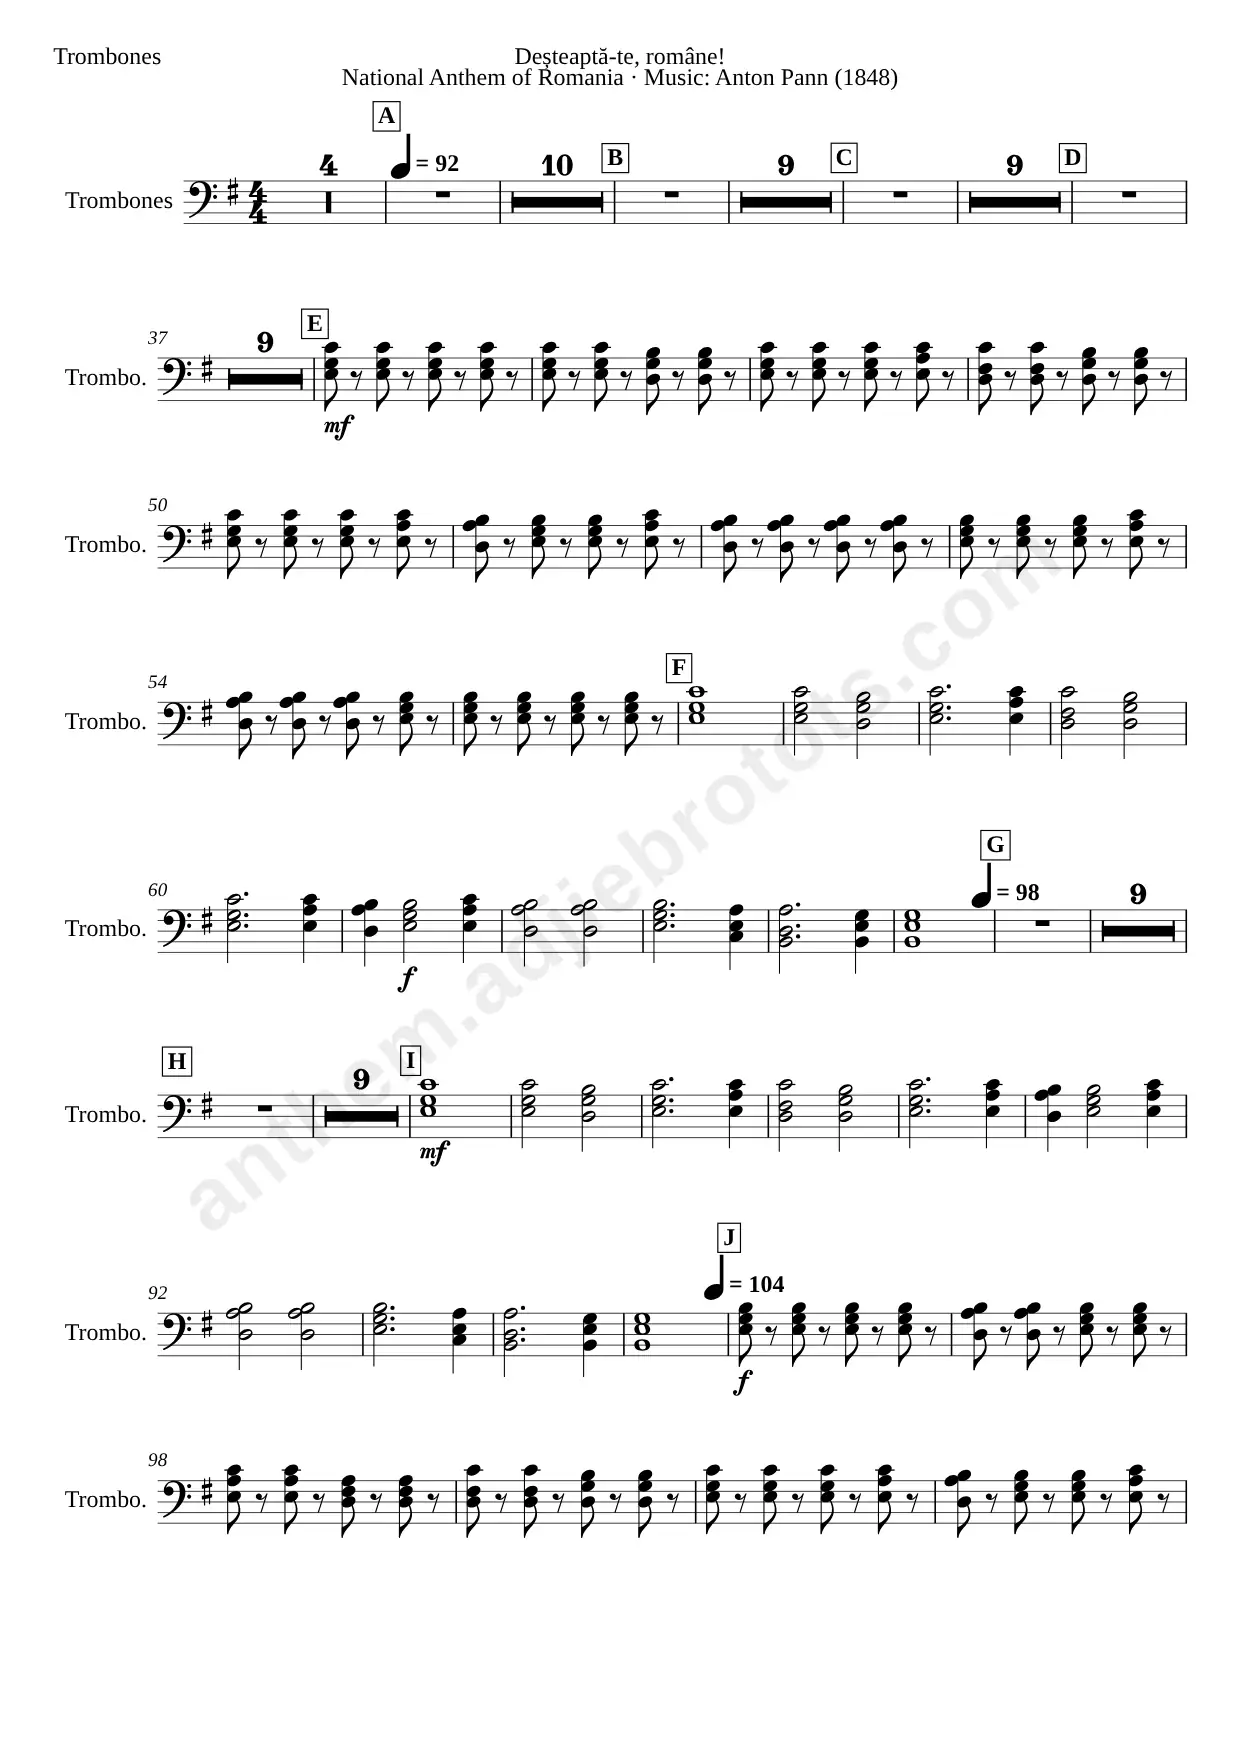 Trombones
Deșteaptă-te, române!
National Anthem of Romania · Music: Anton Pann (1848)
A
4 = 92 10 B 9 C 9 D
Trombones
37 9 E
Trombo.
mf
50
Trombo.
54 F
Trombo.
G
60 = 98 9
Trombo.
f
H 9 I
Trombo.
mf
J
92 = 104
Trombo.
f
98
Trombo.
anthem.adjiebrotots.com